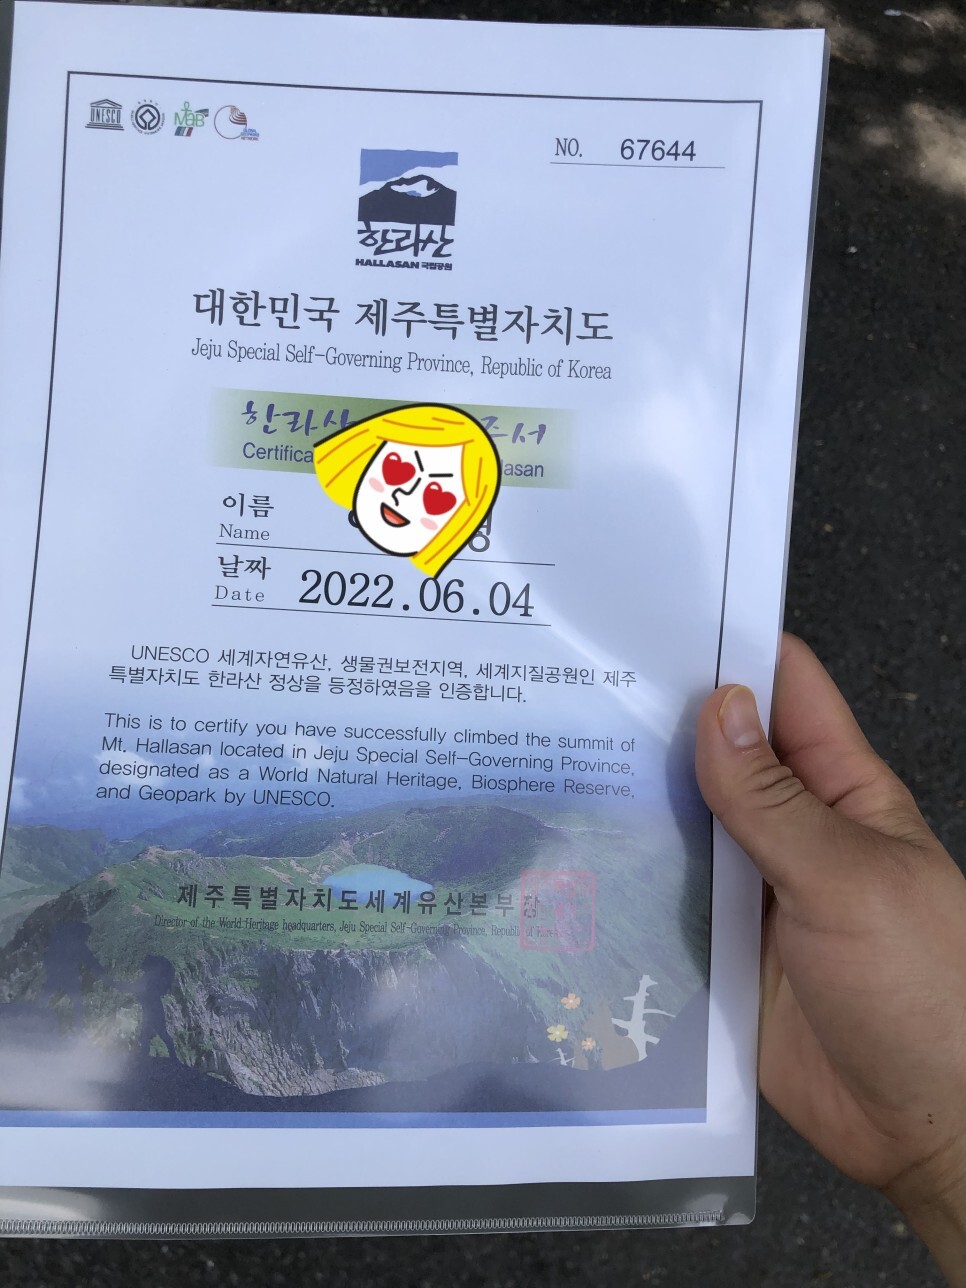 UNESCO
MaB
NO. 67644
한라산
HALLASAN 국립공원
대한민국 제주특별자치도
Jeju Special Self-Governing Province, Republic of Korea
한라산
서
이름
Name
날짜
Date 2022.06.04
UNESCO 세계자연유산, 생물권보전지역, 세계지질공원인 제주
특별자치도 한라산 정상을 등정하였음을 인증합니다.
This is to certify you have successfully climbed the summit of
Mt. Hallasan located in Jeju Special Self-Governing Province,
designated as a World Natural Heritage, Biosphere Reserve,
and Geopark by UNESCO.
제주특별자치도세계유산본부장
Director of the World Heritage headquarters, Jeju Special Self-Governing Province, Republic of Korea